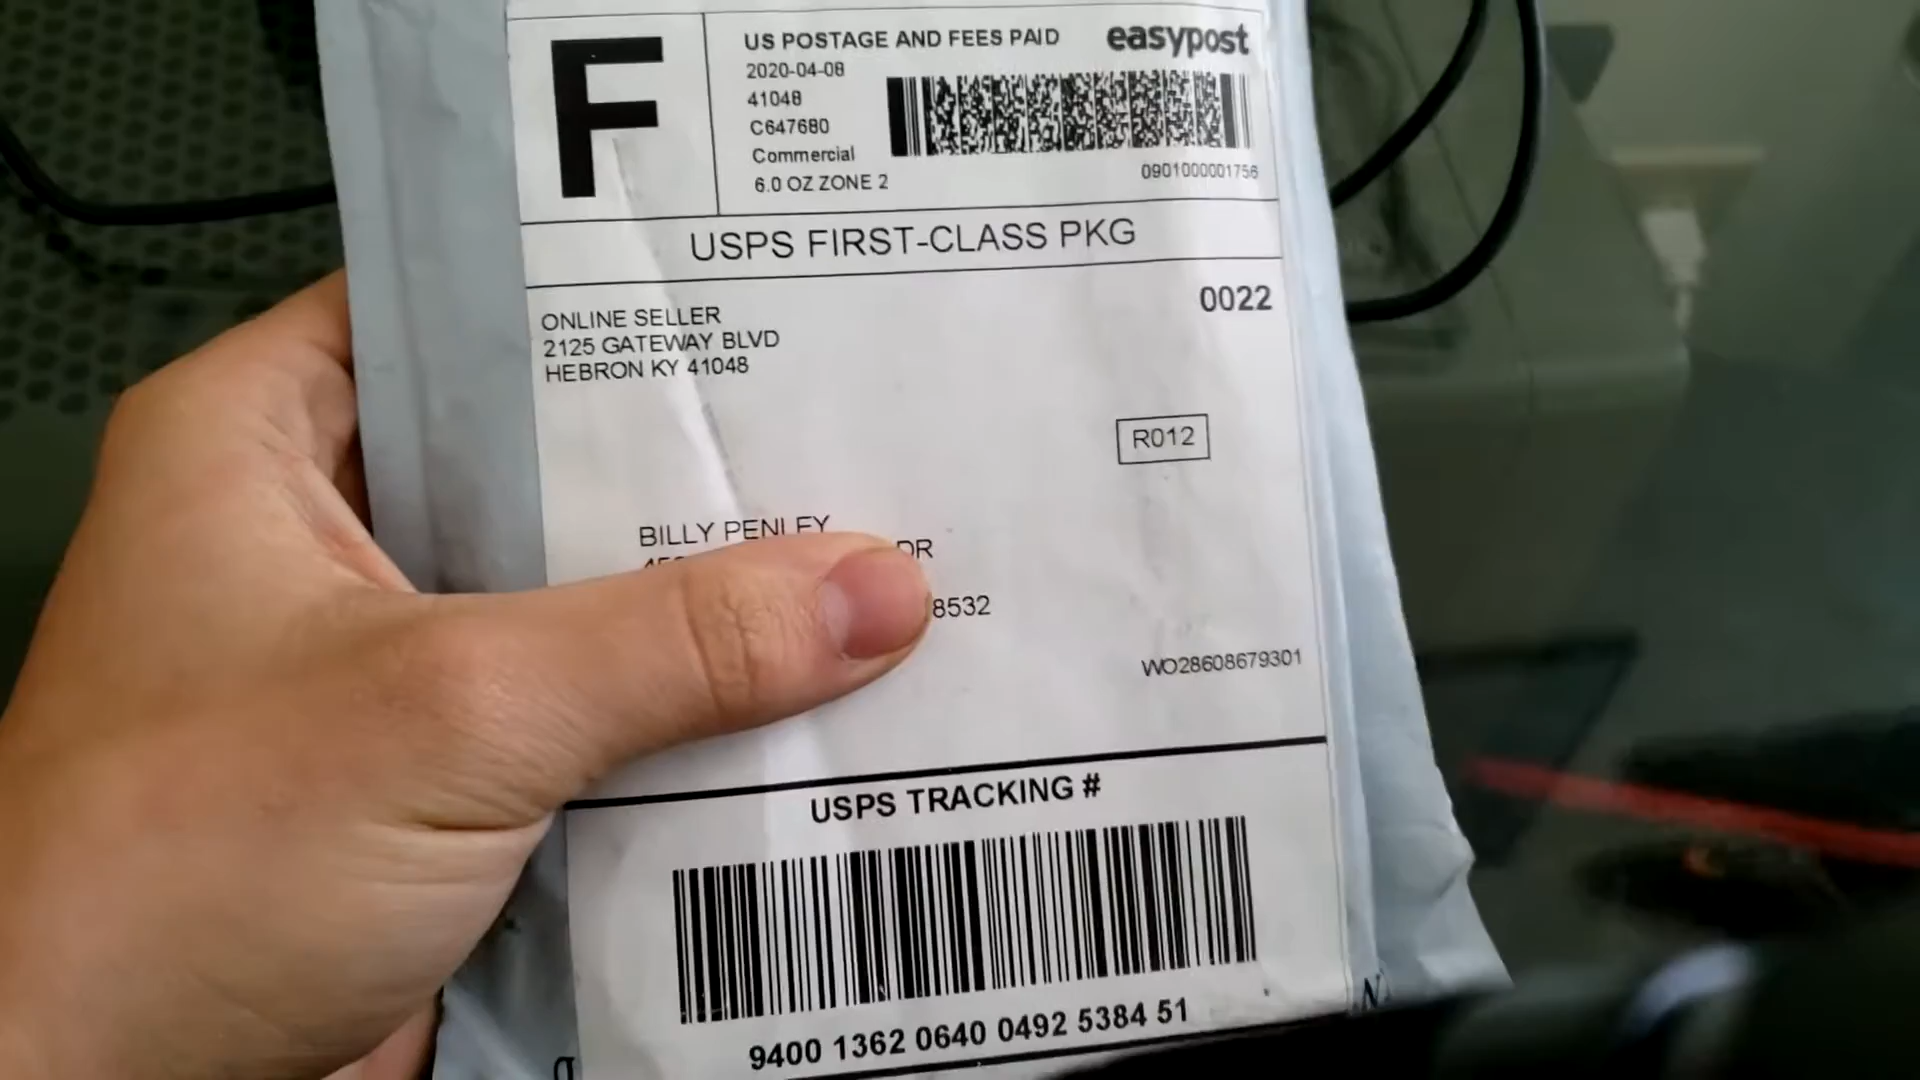 F
US POSTAGE AND FEES PAID
easypost
2020-04-08
41048
C647680
Commercial
6.0 OZ ZONE 2
0901000001756
USPS FIRST-CLASS PKG
0022
ONLINE SELLER
2125 GATEWAY BLVD
HEBRON KY 41048
R012
BILLY PENLEY
DR
8532
WO28608679301
USPS TRACKING #
9400 1362 0640 0492 5384 51